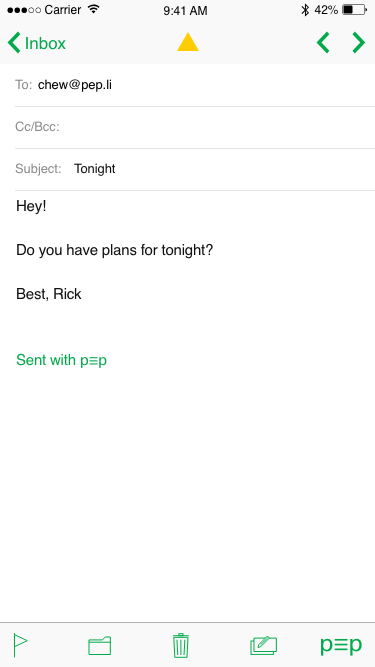 Carrier 9:41 AM 42%
Inbox
To: chew@pep.li
Cc/Bcc:
Subject: Tonight
Hey!
Do you have plans for tonight?
Best, Rick
Sent with p≡p
p≡p